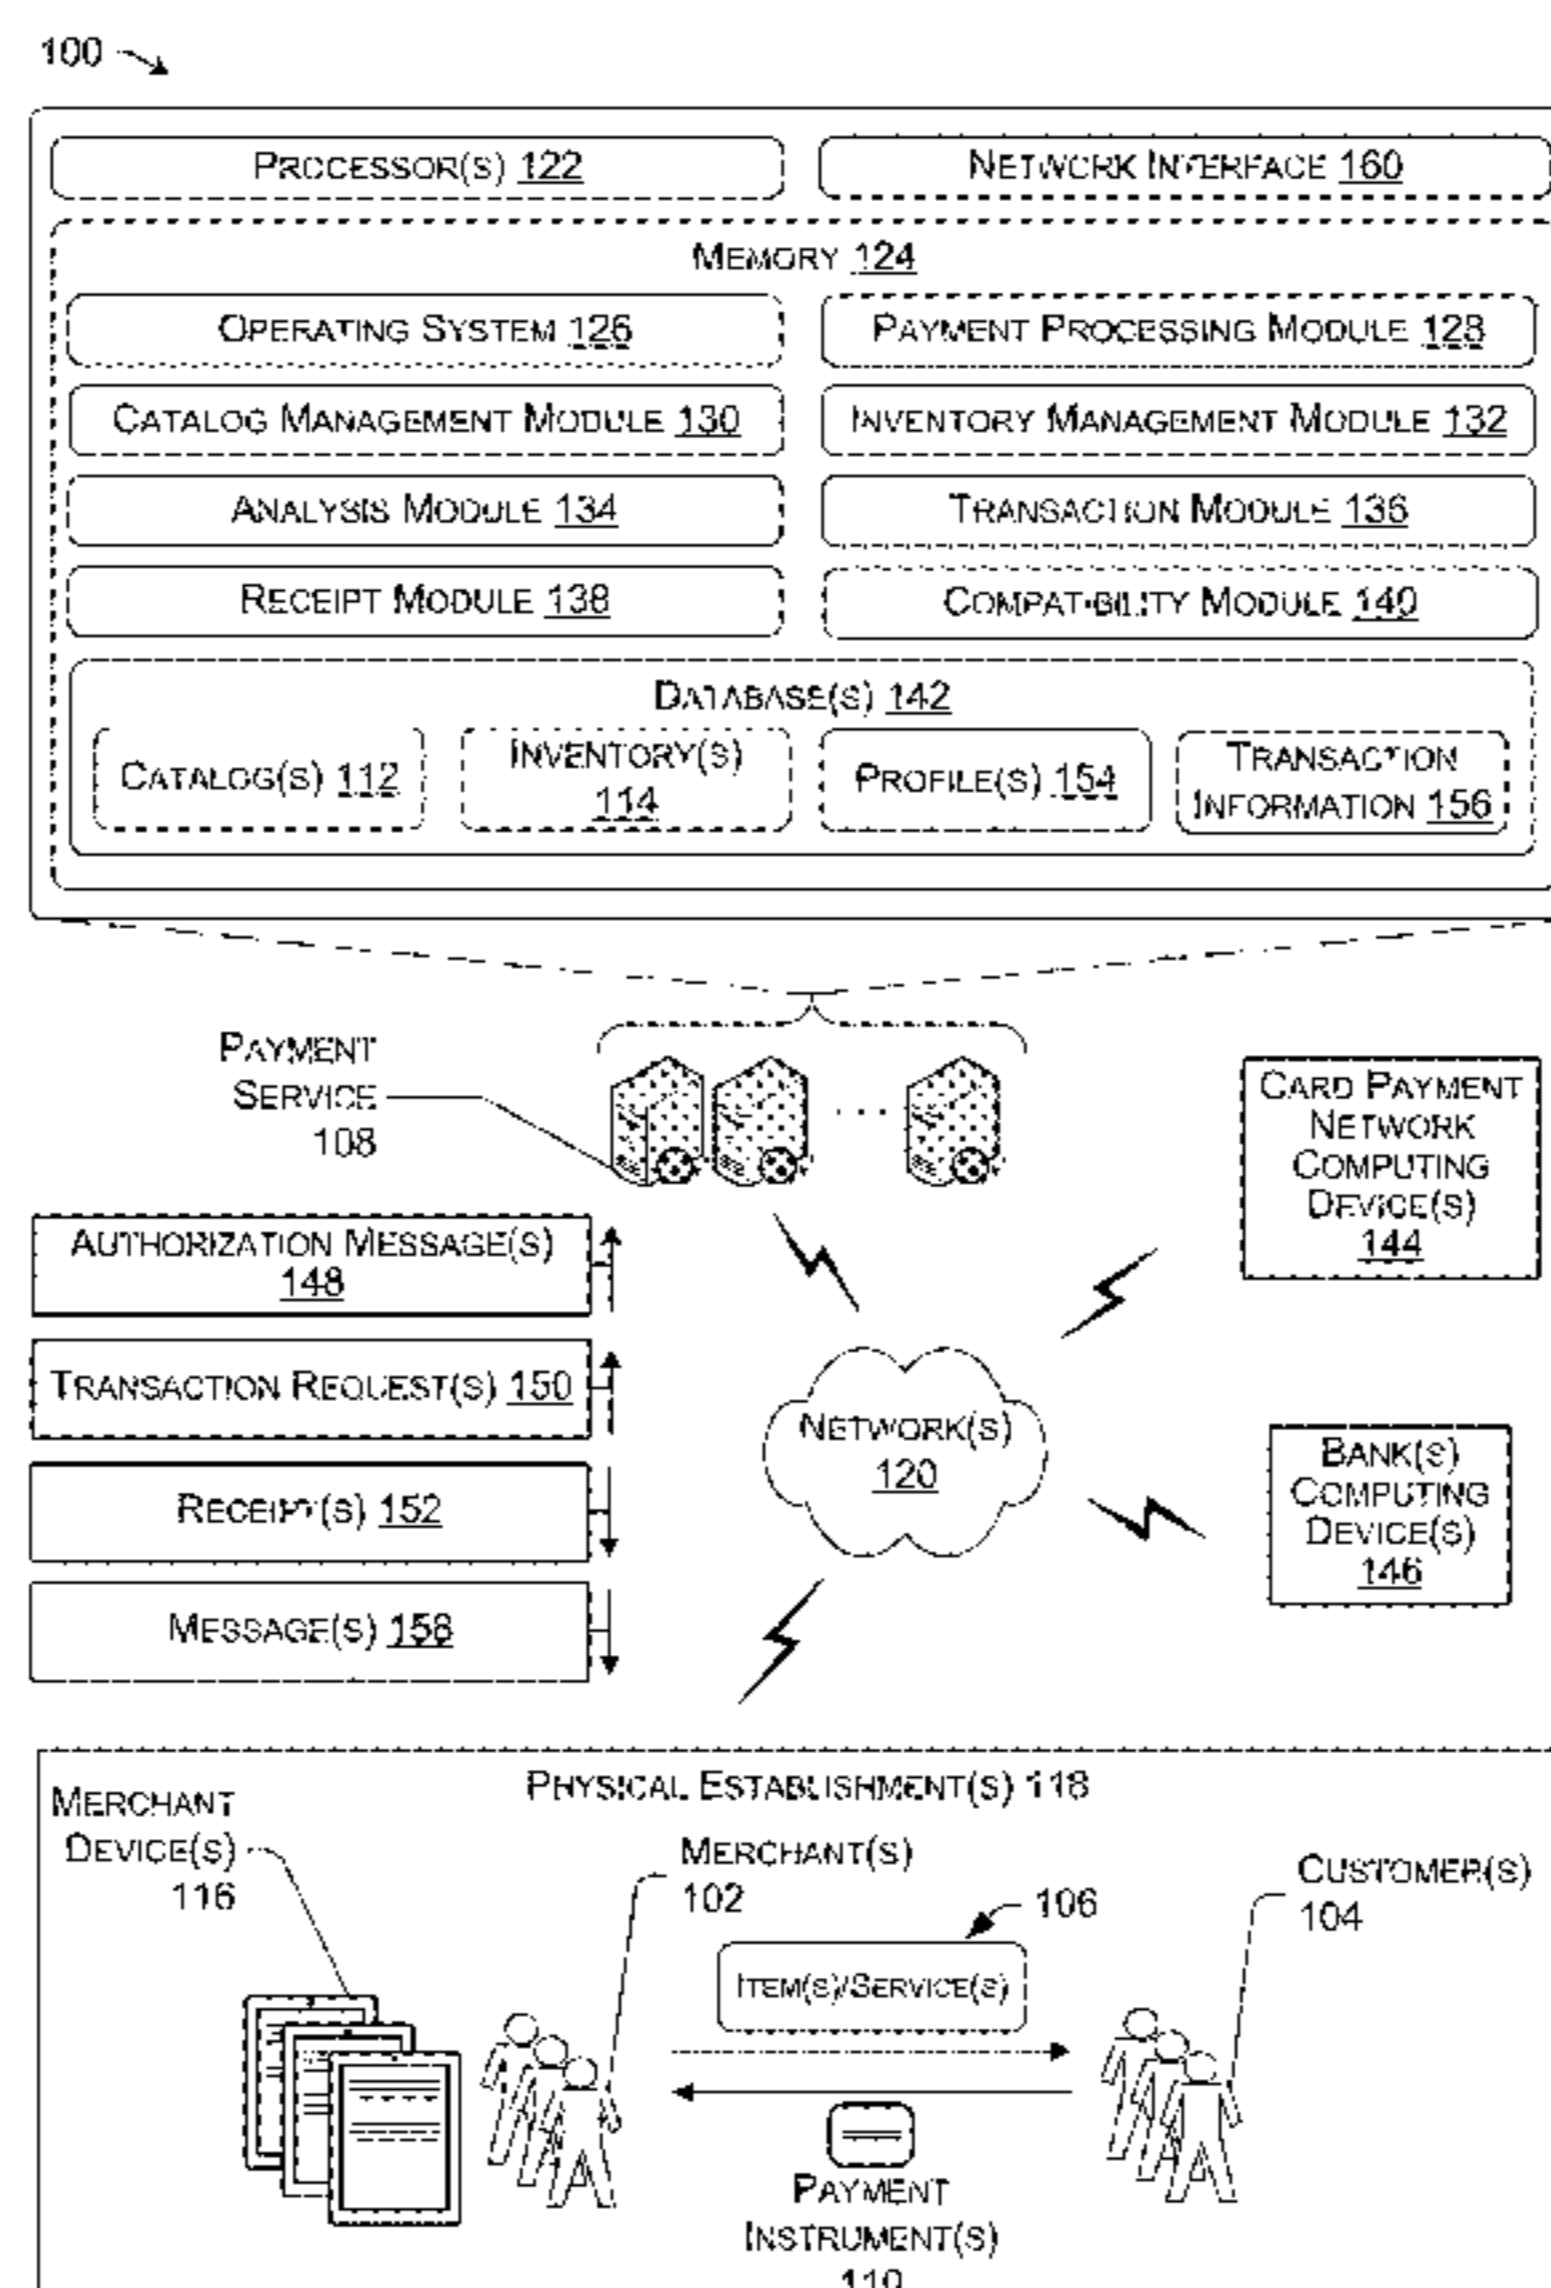 100
PROCESSOR(S) 122
NETWORK INTERFACE 160
MEMORY 124
OPERATING SYSTEM 126
PAYMENT PROCESSING MODULE 128
CATALOG MANAGEMENT MODULE 130
INVENTORY MANAGEMENT MODULE 132
ANALYSIS MODULE 134
TRANSACTION MODULE 136
RECEIPT MODULE 138
COMPATIBILITY MODULE 140
DATABASE(S) 142
CATALOG(S) 112
INVENTORY(S)
114
PROFILE(S) 154
TRANSACTION
INFORMATION 156
PAYMENT
SERVICE
108
CARD PAYMENT
NETWORK
COMPUTING
DEVICE(S)
144
AUTHORIZATION MESSAGE(S)
148
TRANSACTION REQUEST(S) 150
RECEIPT(S) 152
MESSAGE(S) 158
NETWORK(S)
120
BANK(S)
COMPUTING
DEVICE(S)
146
PHYSICAL ESTABLISHMENT(S) 118
MERCHANT
DEVICE(S)
116
MERCHANT(S)
102
106
ITEM(S)/SERVICE(S)
CUSTOMER(S)
104
PAYMENT
INSTRUMENT(S)
110